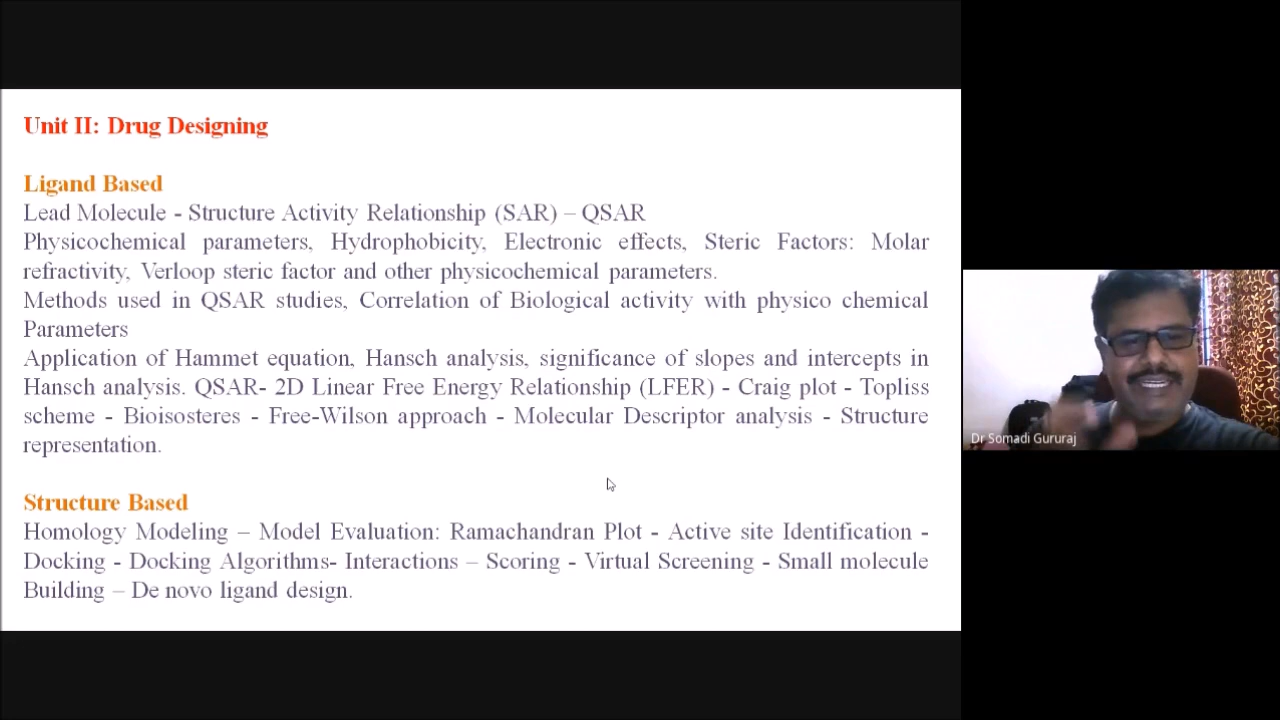 Unit II: Drug Designing
Ligand Based
Lead Molecule - Structure Activity Relationship (SAR) – QSAR
Physicochemical parameters, Hydrophobicity, Electronic effects, Steric Factors: Molar
refractivity, Verloop steric factor and other physicochemical parameters.
Methods used in QSAR studies, Correlation of Biological activity with physico chemical
Parameters
Application of Hammet equation, Hansch analysis, significance of slopes and intercepts in
Hansch analysis. QSAR- 2D Linear Free Energy Relationship (LFER) - Craig plot - Topliss
scheme - Bioisosteres - Free-Wilson approach - Molecular Descriptor analysis - Structure
representation.
Structure Based
Homology Modeling – Model Evaluation: Ramachandran Plot - Active site Identification -
Docking - Docking Algorithms- Interactions – Scoring - Virtual Screening - Small molecule
Building – De novo ligand design.
Dr Somadi Gururaj